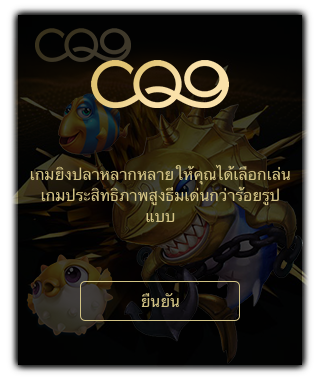 CQ9
CQ9
เกมยิงปลาหลากหลาย ให้คุณได้เลือกเล่น
เกมประสิทธิภาพสูงธีมเด่นกว่าร้อยรูป
แบบ
ยืนยัน